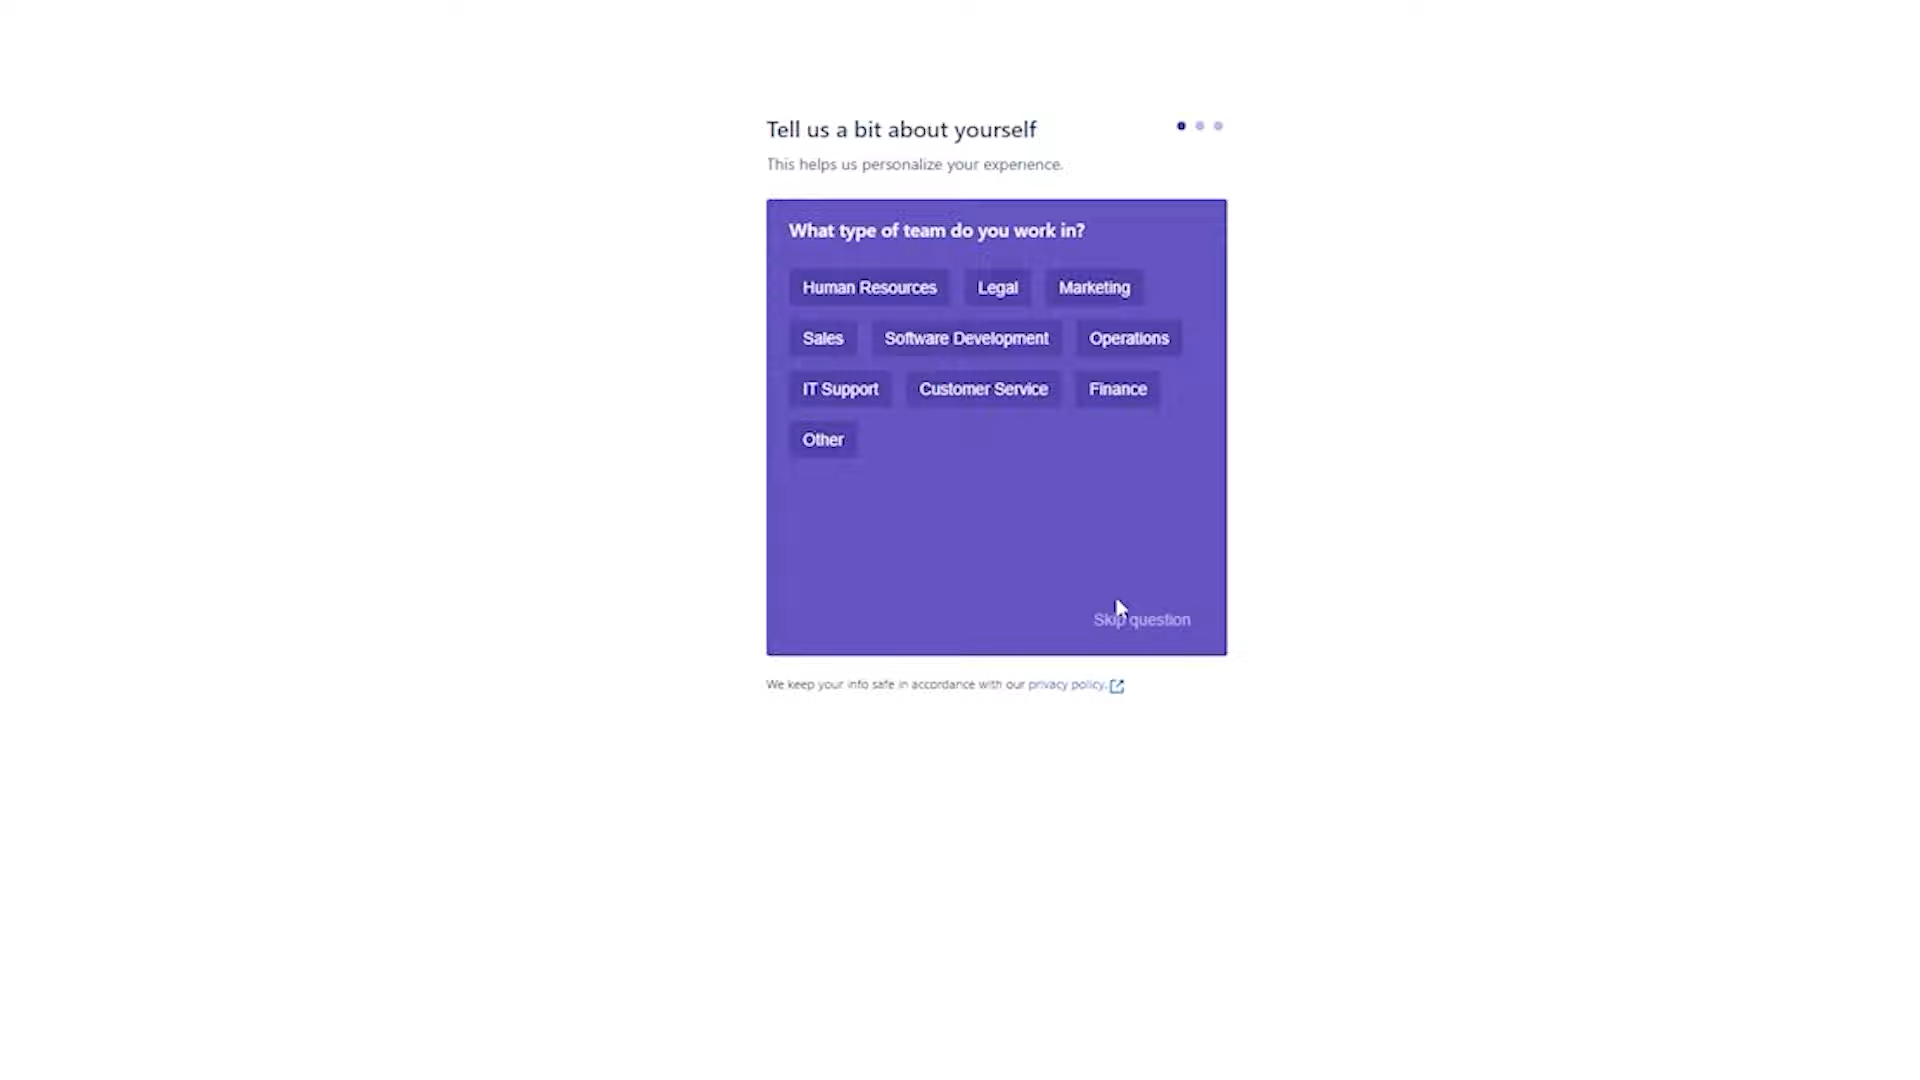 Tell us a bit about yourself
This helps us personalize your experience.
What type of team do you work in?
Human Resources Legal Marketing
Sales Software Development Operations
IT Support Customer Service Finance
Other
Skip question
We keep your info safe in accordance with our privacy policy.